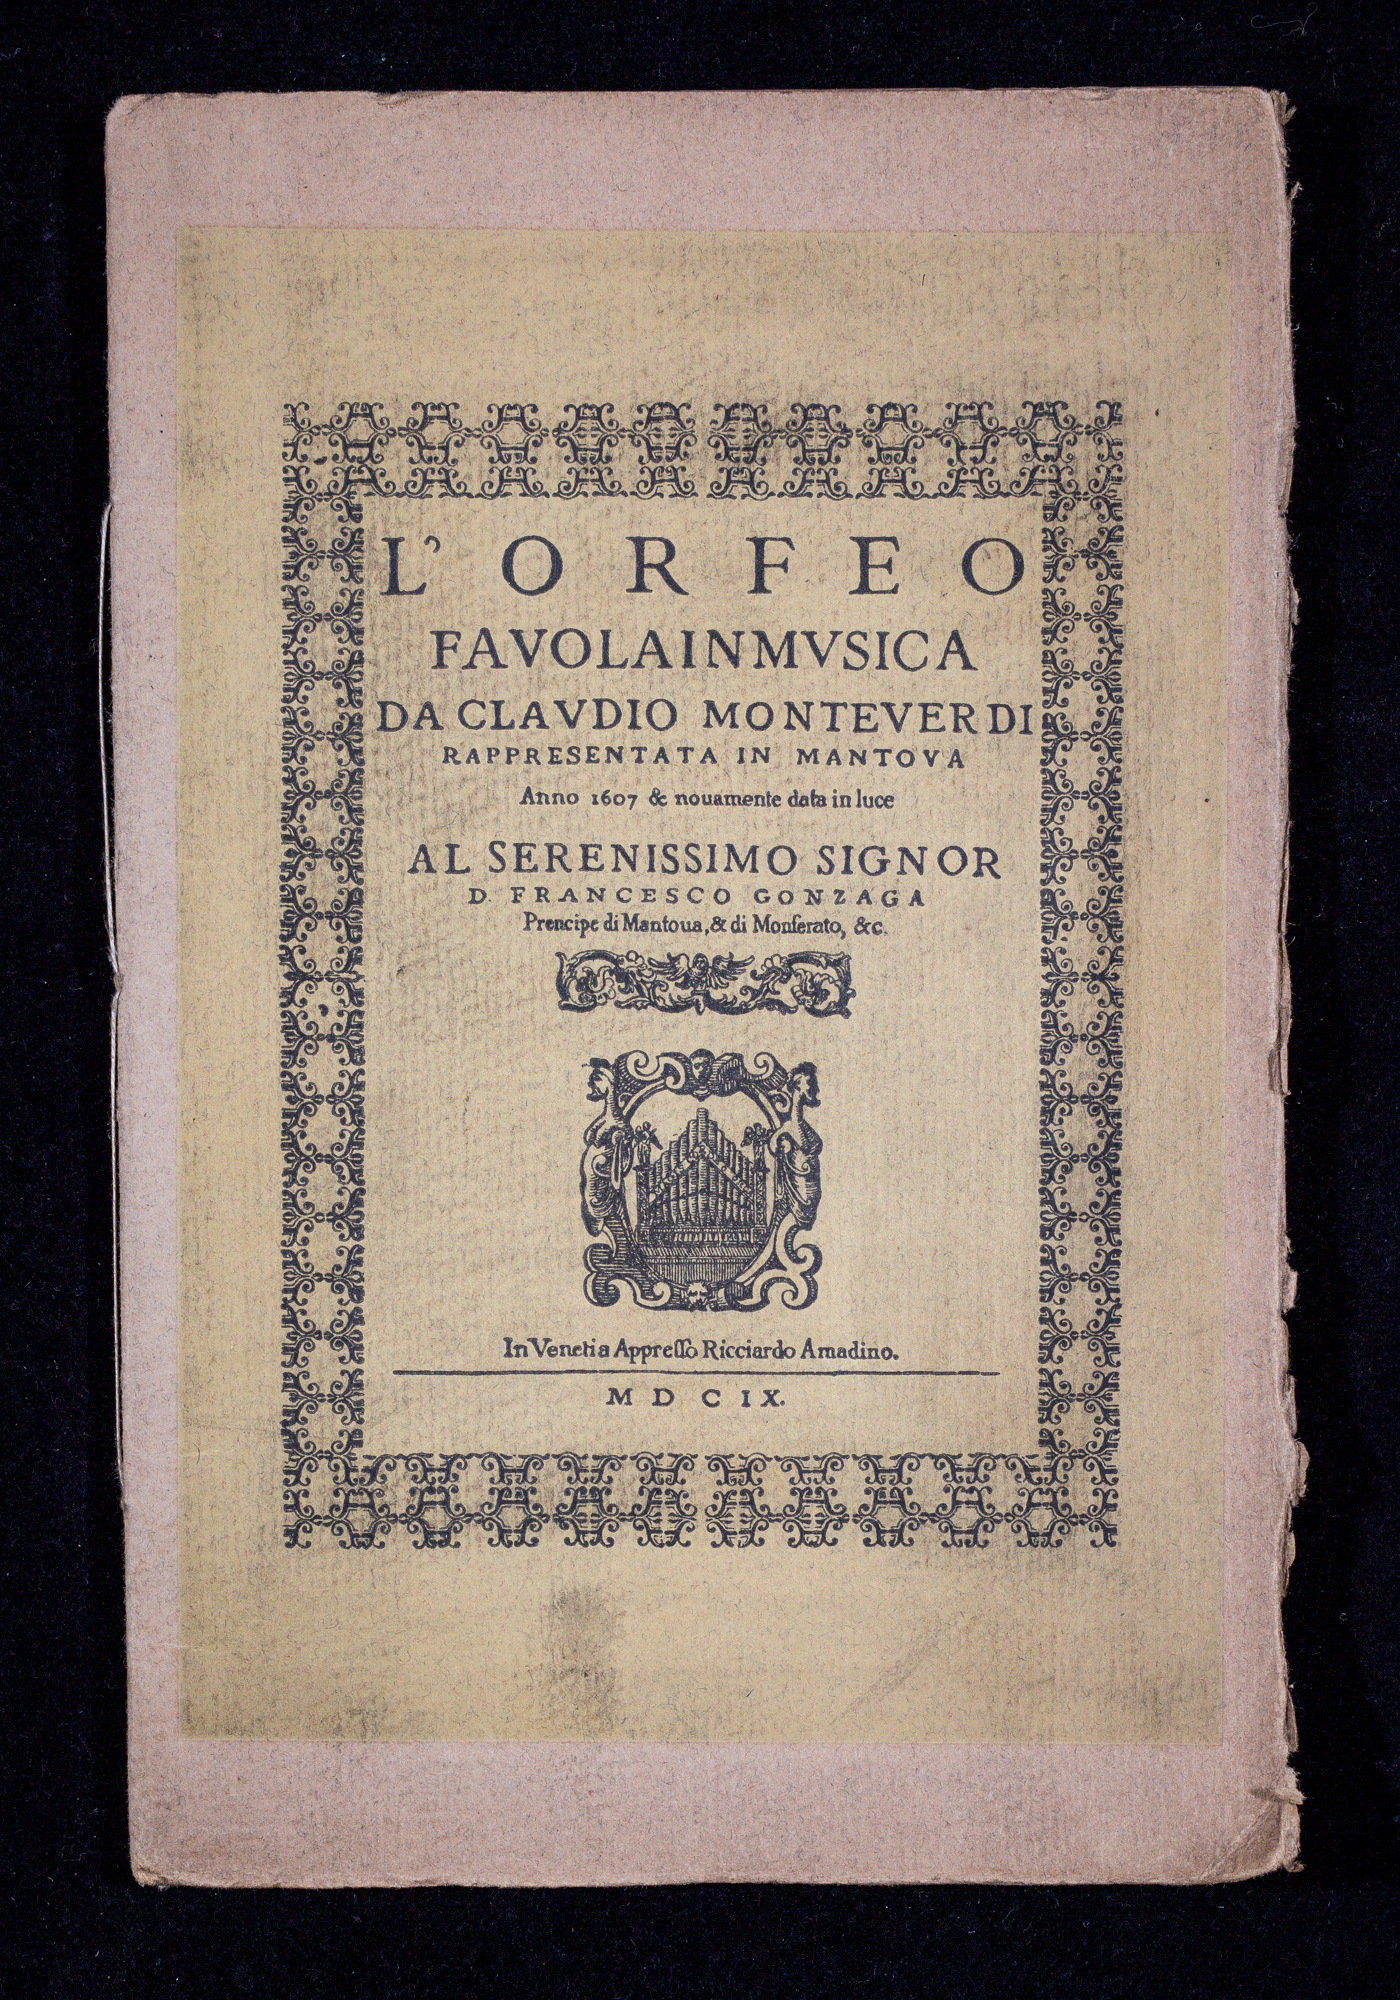 L' ORFEO
FAVOLA IN MVSICA
DA CLAVDIO MONTEVERDI
RAPPRESENTATA IN MANTOVA
Anno 1607 & nouamente data in luce
AL SERENISSIMO SIGNOR
D. FRANCESCO GONZAGA
Prencipe di Mantoua, & di Monferato, &c.
In Venetia Appresso Ricciardo Amadino.
M D C IX.